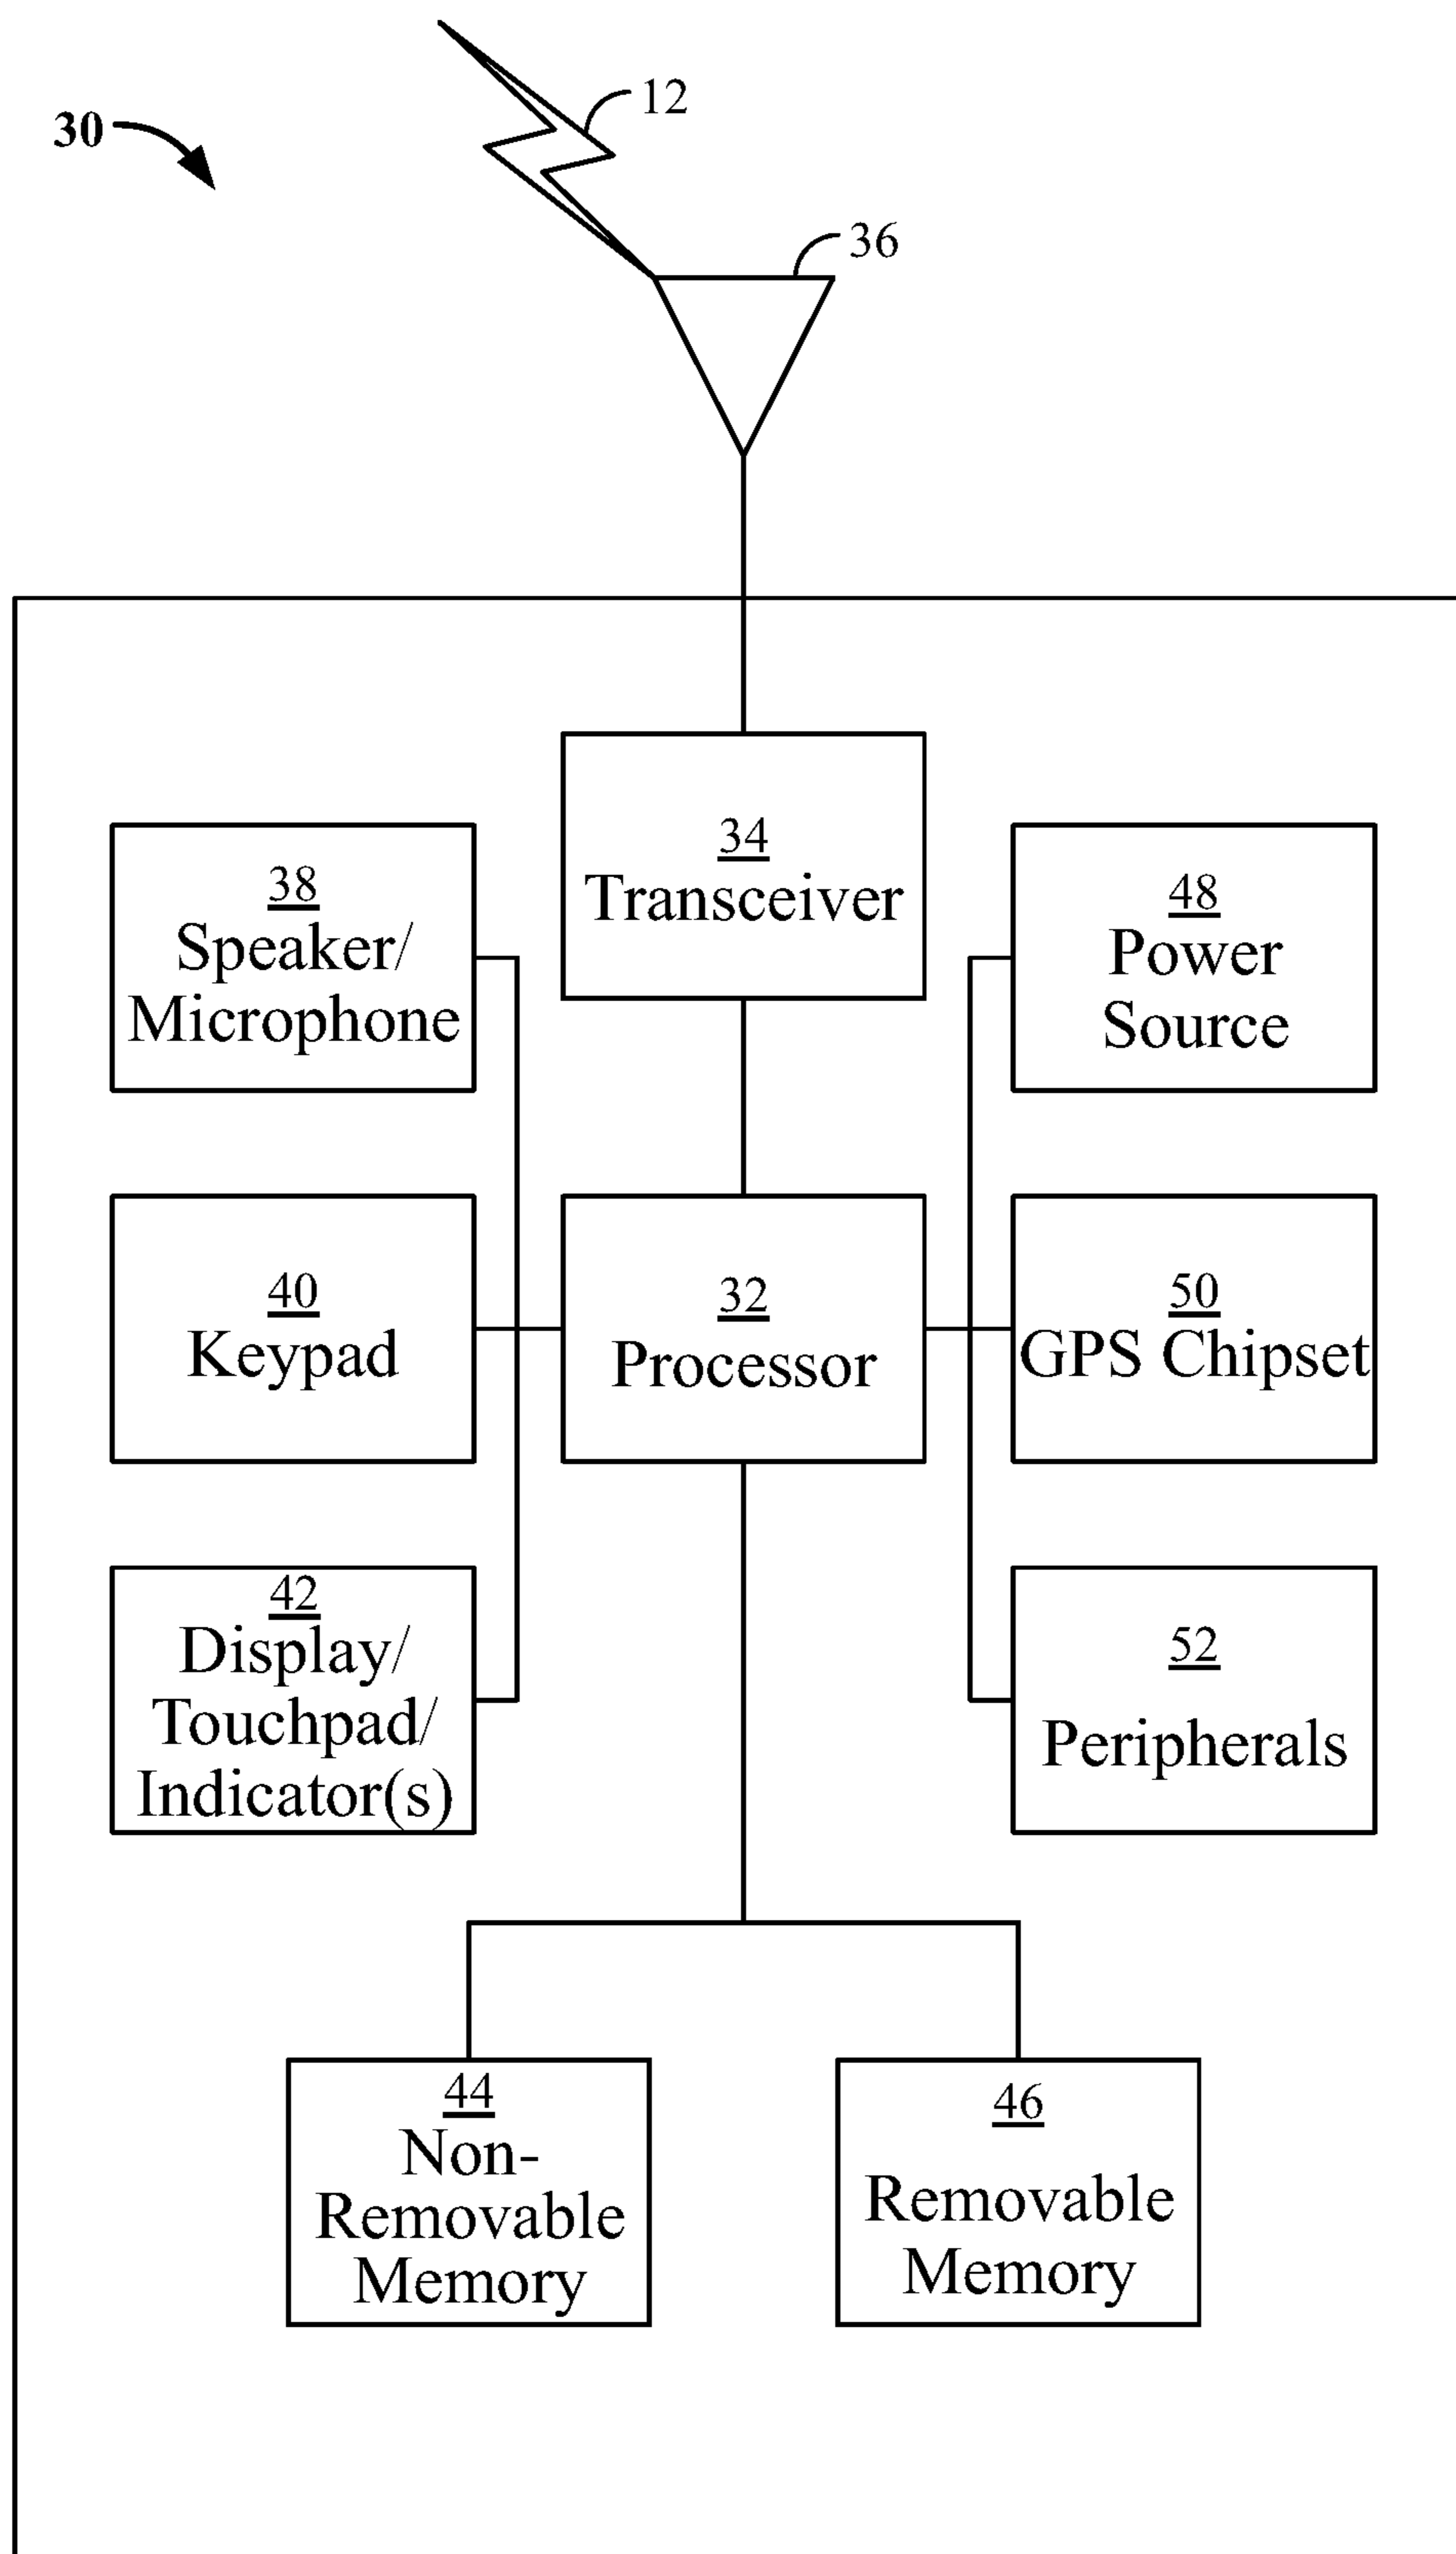 30
12
36
34
Transceiver
38
Speaker/
Microphone
48
Power
Source
40
Keypad
32
Processor
50
GPS Chipset
42
Display/
Touchpad/
Indicator(s)
52
Peripherals
44
Non-
Removable
Memory
46
Removable
Memory